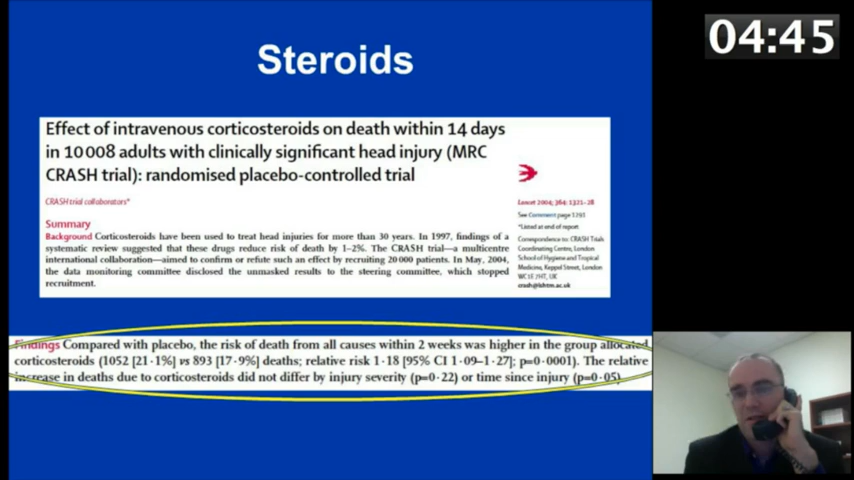 04:45
Steroids
Effect of intravenous corticosteroids on death within 14 days
in 10 008 adults with clinically significant head injury (MRC
CRASH trial): randomised placebo-controlled trial
CRASH trial collaborators*
Summary
Background Corticosteroids have been used to treat head injuries for more than 30 years. In 1997, findings of a
systematic review suggested that these drugs reduce risk of death by 1–2%. The CRASH trial—a multicentre
international collaboration—aimed to confirm or refute such an effect by recruiting 20 000 patients. In May, 2004,
the data monitoring committee disclosed the unmasked results to the steering committee, which stopped
recruitment.
Lancet 2004; 364: 1321–28
See Comment page 1291
*Listed at end of report
Correspondence to: CRASH Trials
Coordinating Centre, London
School of Hygiene and Tropical
Medicine, Keppel Street, London
WC1E 7HT, UK
crash@lshtm.ac.uk
Findings Compared with placebo, the risk of death from all causes within 2 weeks was higher in the group allocated
corticosteroids (1052 [21·1%] vs 893 [17·9%] deaths; relative risk 1·18 [95% CI 1·09–1·27]; p=0·0001). The relative
increase in deaths due to corticosteroids did not differ by injury severity (p=0·22) or time since injury (p=0·05)